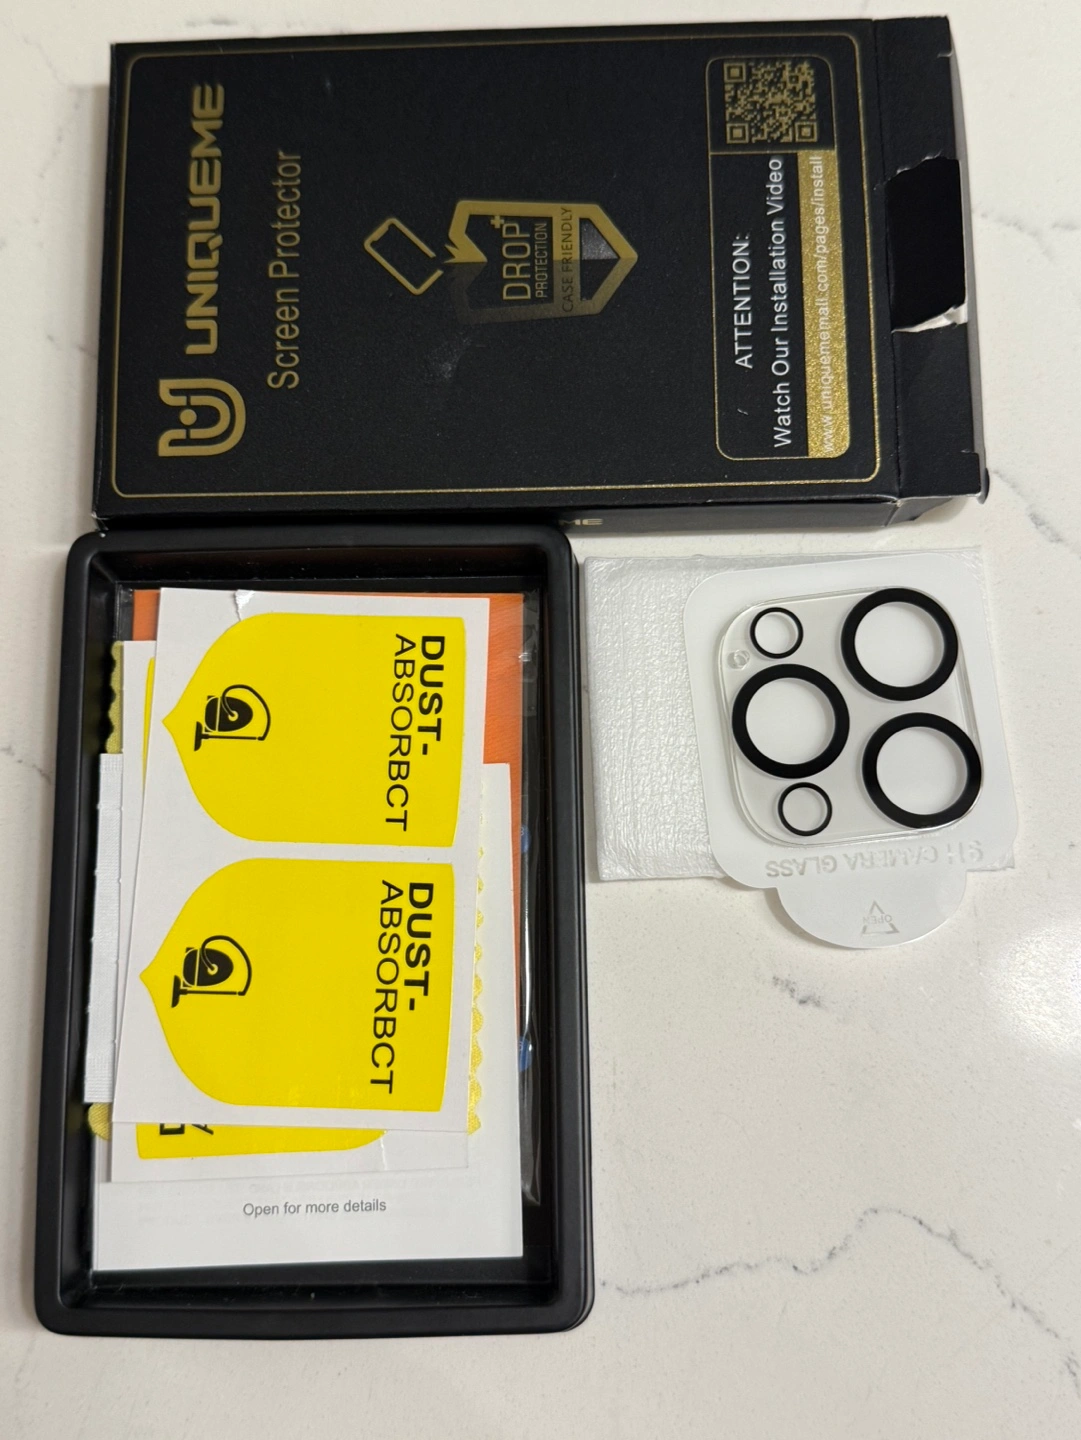 UNIQUEME
Screen Protector
DROP+
PROTECTION
CASE FRIENDLY
ATTENTION:
Watch Our Installation Video
www.uniquememall.com/pages/install
ME
DUST-
ABSORBCT
DUST-
ABSORBCT
Open for more details
9H CAMERA GLASS
OPEN